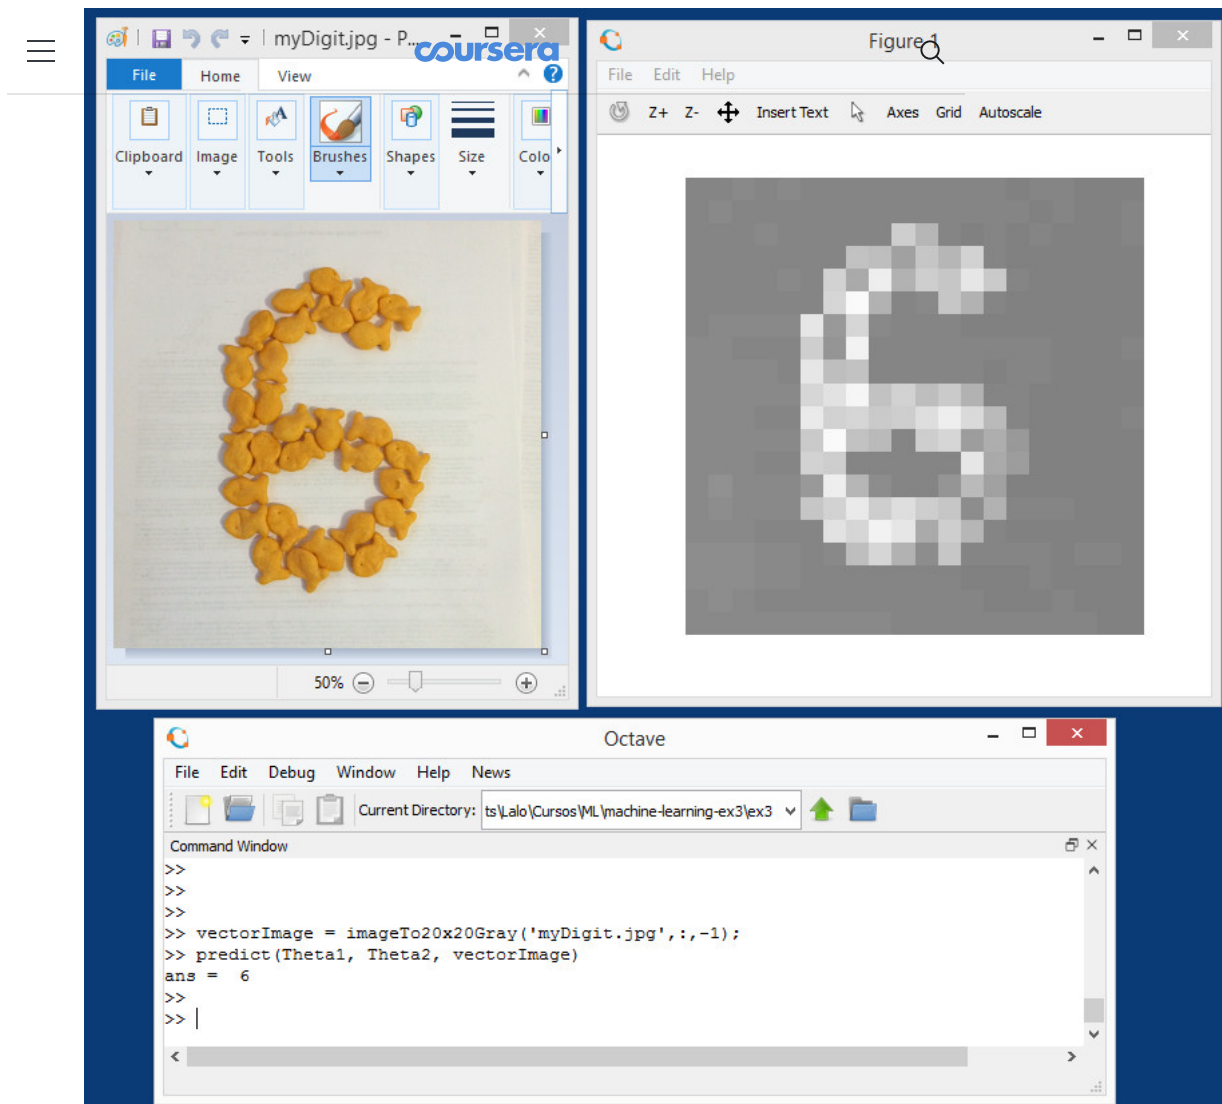 myDigit.jpg - P...
coursera
File Home View
Clipboard Image Tools Brushes Shapes Size Colo
50%
Figure 1
File Edit Help
Z+ Z- Insert Text Axes Grid Autoscale
6
Octave
File Edit Debug Window Help News
Current Directory: ts\Lalo\Cursos\ML\machine-learning-ex3\ex3
Command Window
>>
>>
>>
>> vectorImage = imageTo20x20Gray('myDigit.jpg',:,-1);
>> predict(Theta1, Theta2, vectorImage)
ans = 6
>>
>>